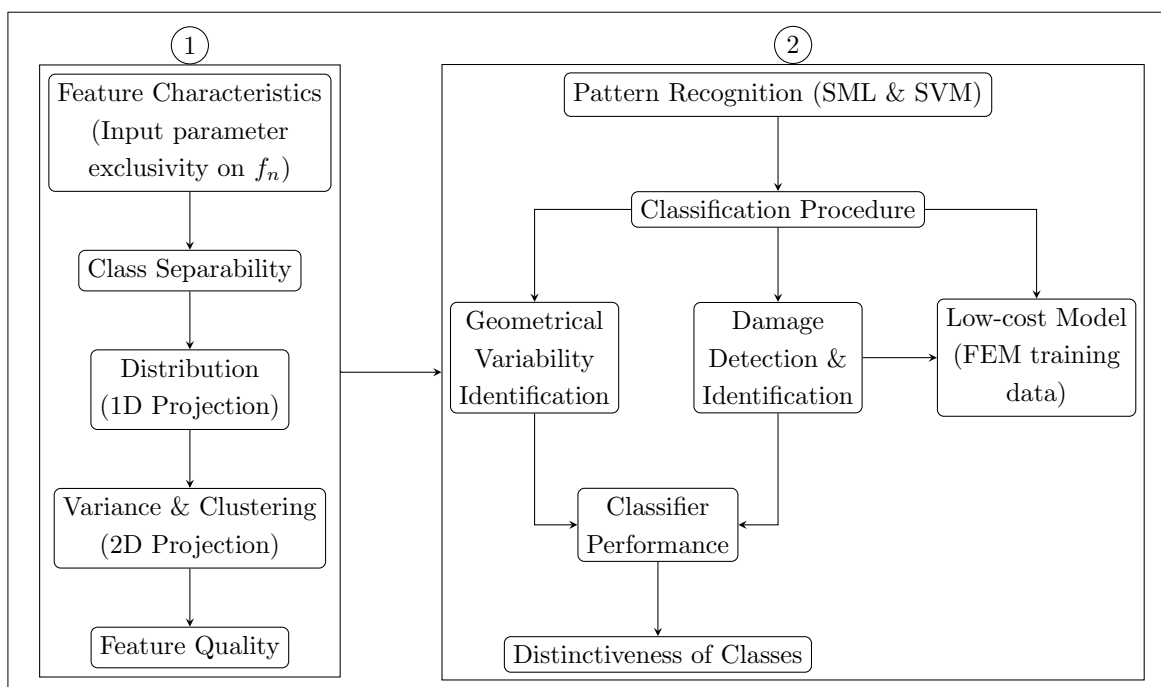 1
Feature Characteristics
(Input parameter
exclusivity on fₙ)
Class Separability
Distribution
(1D Projection)
Variance & Clustering
(2D Projection)
Feature Quality
2
Pattern Recognition (SML & SVM)
Classification Procedure
Geometrical
Variability
Identification
Damage
Detection &
Identification
Low-cost Model
(FEM training
data)
Classifier
Performance
Distinctiveness of Classes